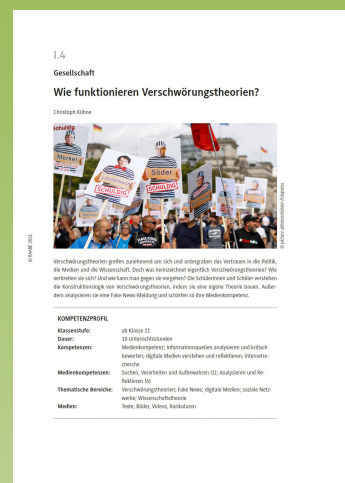 I.4
Gesellschaft
Wie funktionieren Verschwörungstheorien?
Christoph Kühne
schuldig
Merkel
Lauterbach
SCHULDIG
Söder
SCHULDIG
© picture alliance/Geisler-Fotopress
© RAABE 2021
Verschwörungstheorien greifen zunehmend um sich und untergraben das Vertrauen in die Politik,
die Medien und die Wissenschaft. Doch was kennzeichnet eigentlich Verschwörungstheorien? Wie
verbreiten sie sich? Und wie kann man gegen sie vorgehen? Die Schülerinnen und Schüler verstehen
die Konstruktionslogik von Verschwörungstheorien, indem sie eine eigene Theorie bauen. Außer-
dem analysieren sie eine Fake-News-Meldung und schärfen so ihre Medienkompetenz.
KOMPETENZPROFIL
Klassenstufe: ab Klasse 11
Dauer: 10 Unterrichtsstunden
Kompetenzen: Medienkompetenz; Informationsquellen analysieren und kritisch
bewerten; digitale Medien verstehen und reflektieren; Internetre-
cherche
Medienkompetenzen: Suchen, Verarbeiten und Aufbewahren (1); Analysieren und Re-
flektieren (6)
Thematische Bereiche: Verschwörungstheorien; Fake News; digitale Medien; soziale Netz-
werke; Wissenschaftstheorie
Medien: Texte, Bilder, Videos, Karikaturen